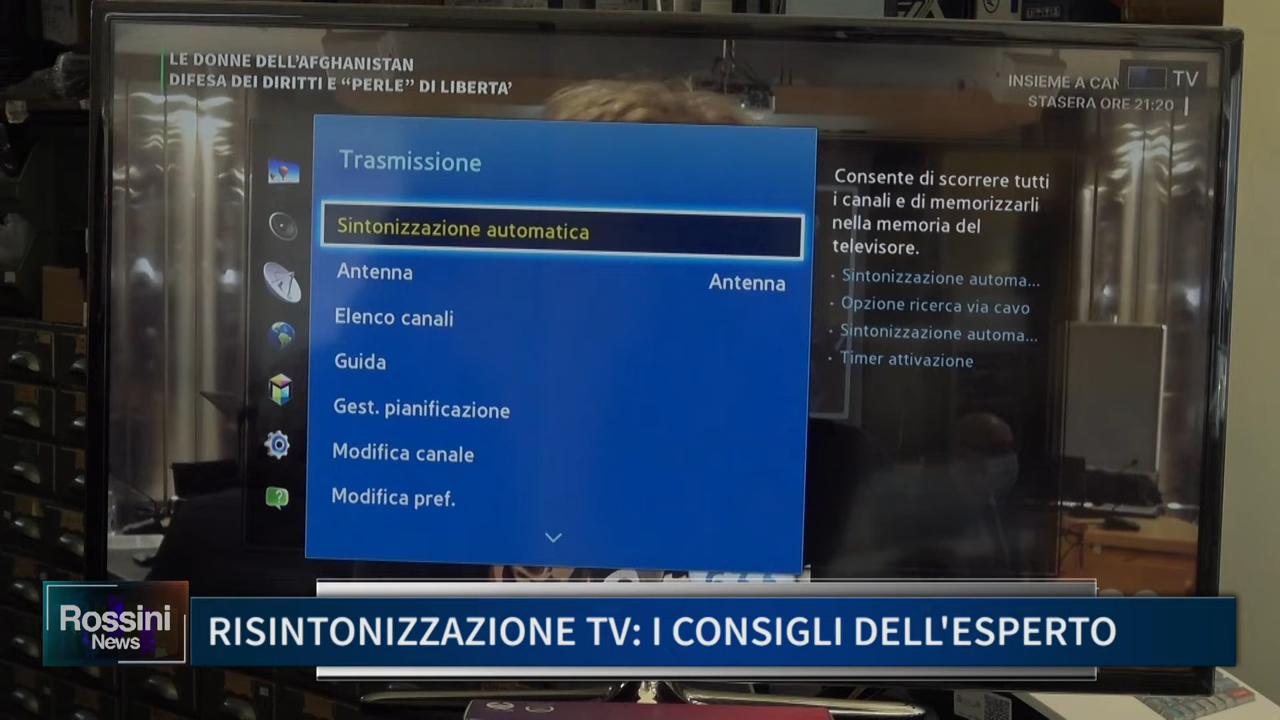 LE DONNE DELL'AFGHANISTAN
DIFESA DEI DIRITTI E “PERLE” DI LIBERTA’
INSIEME A CAN
TV
STASERA ORE 21:20
Trasmissione
Sintonizzazione automatica
Antenna Antenna
Elenco canali
Guida
Gest. pianificazione
Modifica canale
Modifica pref.
Consente di scorrere tutti
i canali e di memorizzarli
nella memoria del
televisore.
· Sintonizzazione automa...
· Opzione ricerca via cavo
· Sintonizzazione automa...
· Timer attivazione
Rossini
News
RISINTONIZZAZIONE TV: I CONSIGLI DELL'ESPERTO